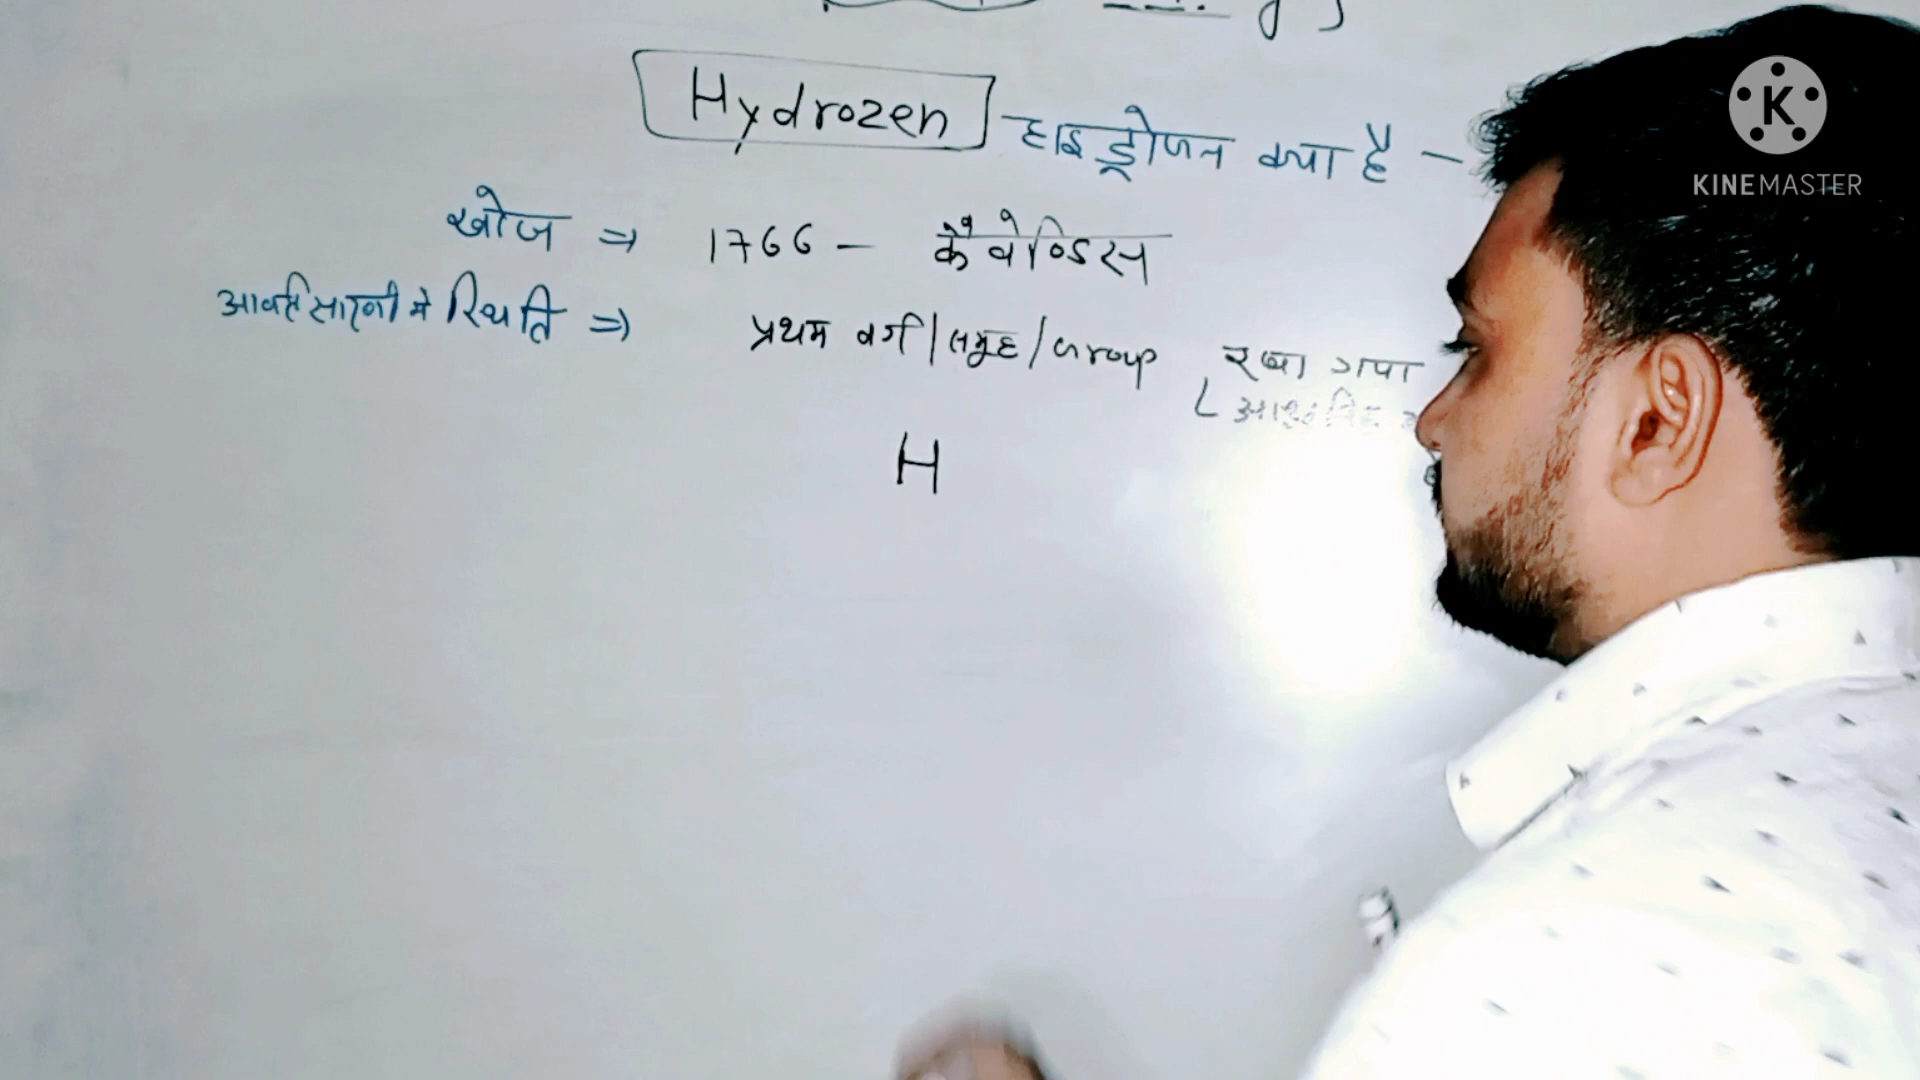 Hydrozen - हाइड्रोजन क्या है -
खोज ⇒ 1766 - कैवेण्डिस
आवर्त सारणी मे स्थिति ⇒ प्रथम वर्ग/समूह/Group रखा गया
H
K
KINEMASTER